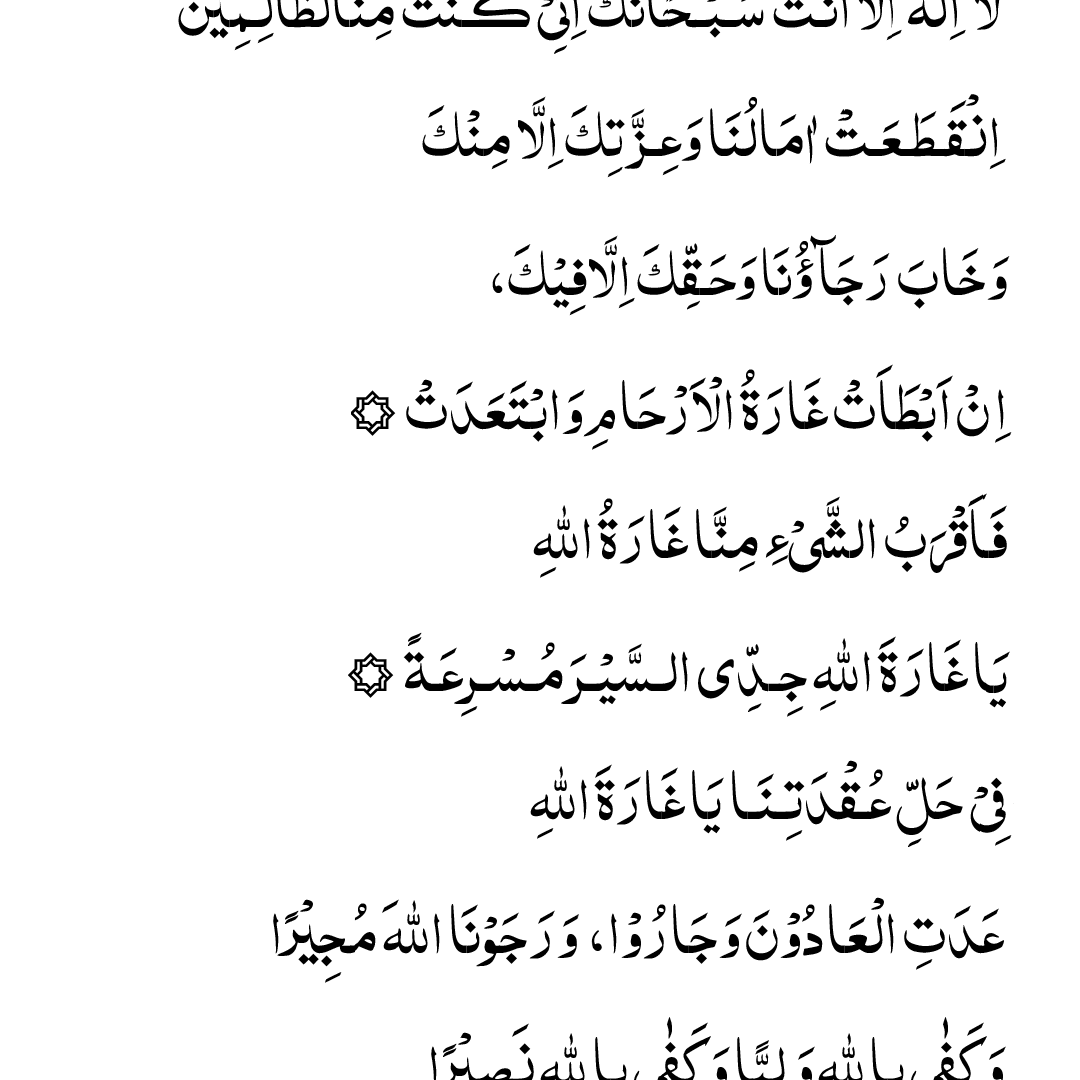 لَا اِلٰهَ اِلَّا اَنْتَ سُبْحَانَكَ اِنِّيْ كُنْتُ مِنَ الظَّالِمِيْنَ
اِنْقَطَعَتْ اٰمَالُنَا وَعِزَّتِكَ اِلَّا مِنْكَ
وَخَابَ رَجَآؤُنَا وَحَقِّكَ اِلَّا فِيْكَ،
اِنْ اَبْطَاَتْ غَارَةُ الْاَرْحَامِ وَابْتَعَدَتْ ۞
فَاَقْرَبُ الشَّىْءِ مِنَّا غَارَةُ اللهِ
يَا غَارَةَ اللهِ جِدِّى السَّيْرَ مُسْرِعَةً ۞
فِىْ حَلِّ عُقْدَتِنَا يَا غَارَةَ اللهِ
عَدَتِ الْعَادُوْنَ وَجَارُوْا، وَرَجَوْنَا اللهَ مُجِيْرًا
وَكَفٰى بِاللهِ وَلِيًّا وَكَفٰى بِاللهِ نَصِيْرًا